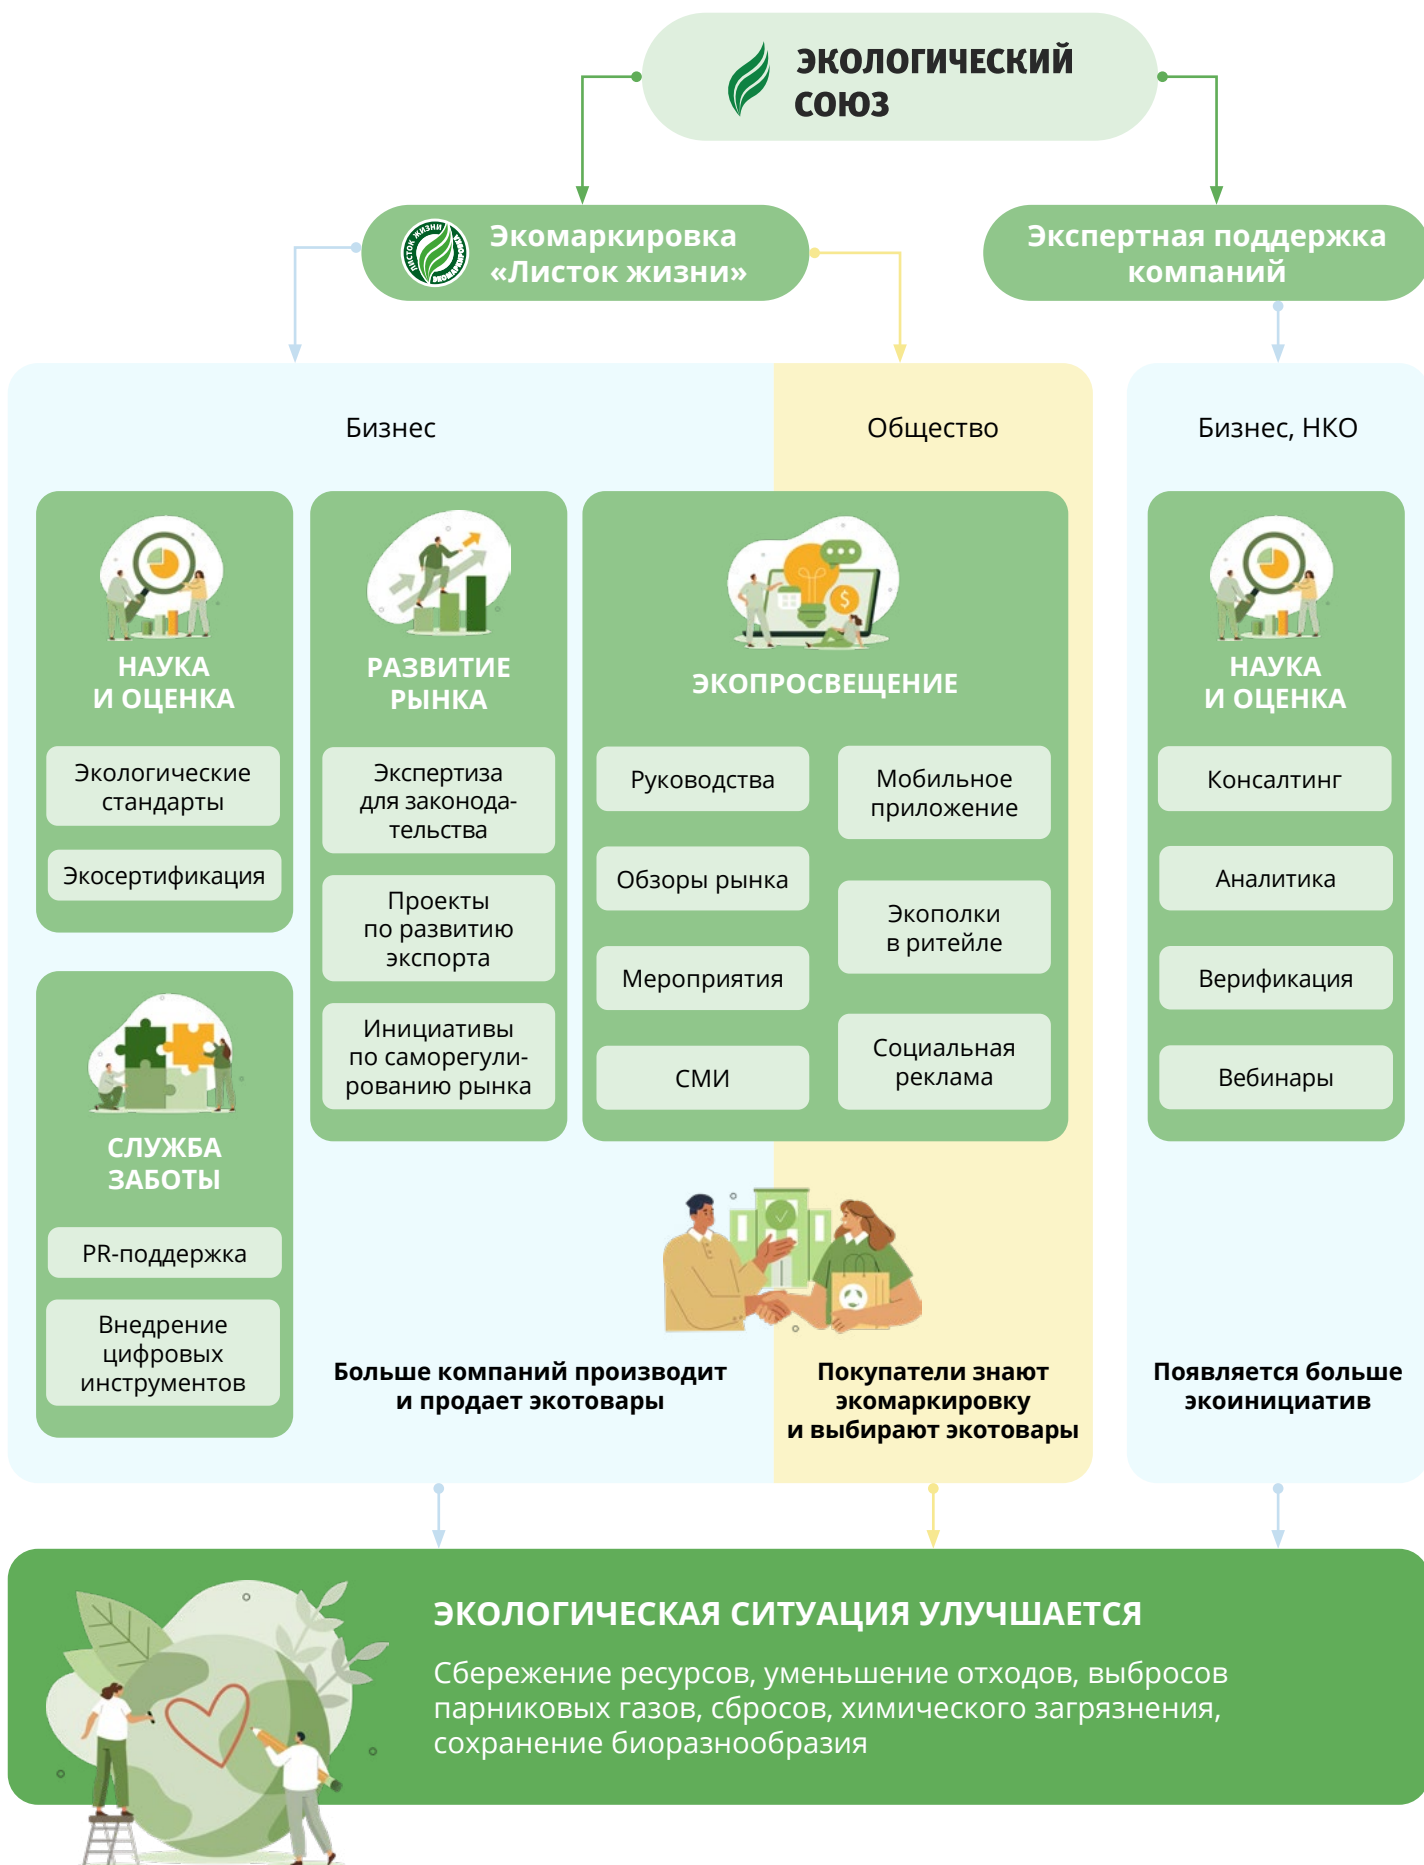 ЭКОЛОГИЧЕСКИЙ
СОЮЗ
ЛИСТОК ЖИЗНИ
ЭКОМАРКИРОВКА
Экомаркировка
«Листок жизни»
Экспертная поддержка
компаний
Бизнес
Общество
Бизнес, НКО
НАУКА
И ОЦЕНКА
Экологические
стандарты
Экосертификация
СЛУЖБА
ЗАБОТЫ
PR-поддержка
Внедрение
цифровых
инструментов
РАЗВИТИЕ
РЫНКА
Экспертиза
для законода-
тельства
Проекты
по развитию
экспорта
Инициативы
по саморегули-
рованию рынка
ЭКОПРОСВЕЩЕНИЕ
Руководства
Обзоры рынка
Мероприятия
СМИ
Мобильное
приложение
Экополки
в ритейле
Социальная
реклама
НАУКА
И ОЦЕНКА
Консалтинг
Аналитика
Верификация
Вебинары
Больше компаний производит
и продает экотовары
Покупатели знают
экомаркировку
и выбирают экотовары
Появляется больше
экоинициатив
ЭКОЛОГИЧЕСКАЯ СИТУАЦИЯ УЛУЧШАЕТСЯ
Сбережение ресурсов, уменьшение отходов, выбросов
парниковых газов, сбросов, химического загрязнения,
сохранение биоразнообразия